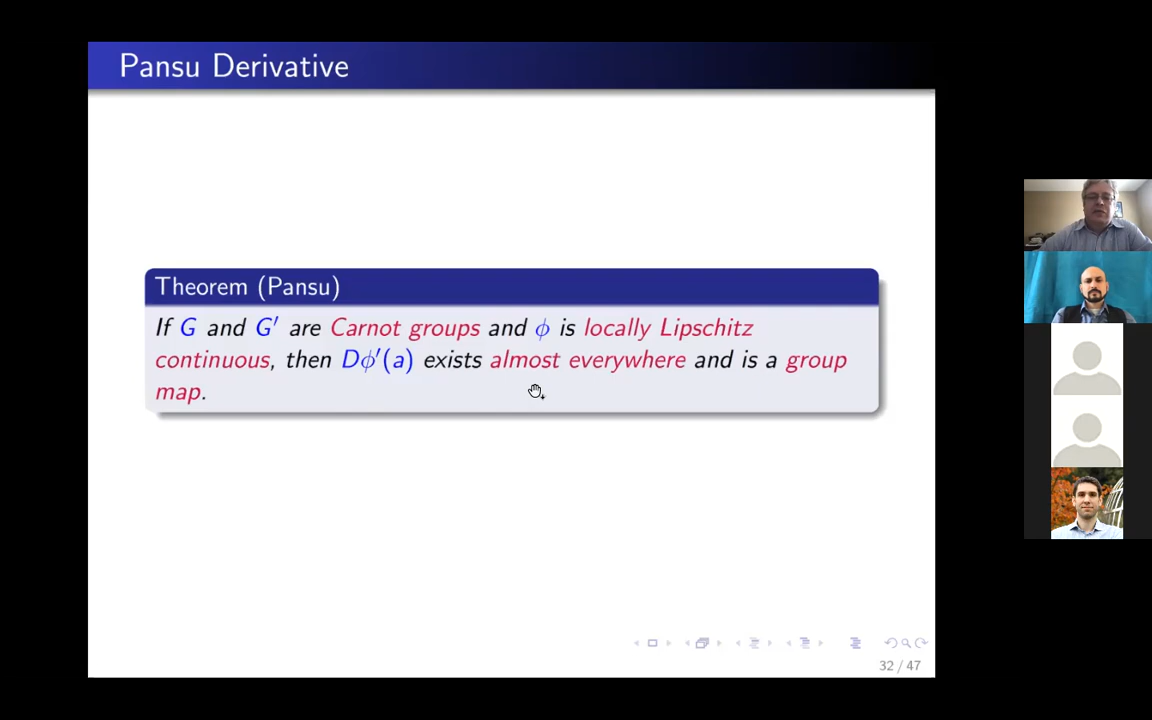 Pansu Derivative
Theorem (Pansu)
If G and G′ are Carnot groups and ϕ is locally Lipschitz
continuous, then Dϕ′(a) exists almost everywhere and is a group
map.
32 / 47